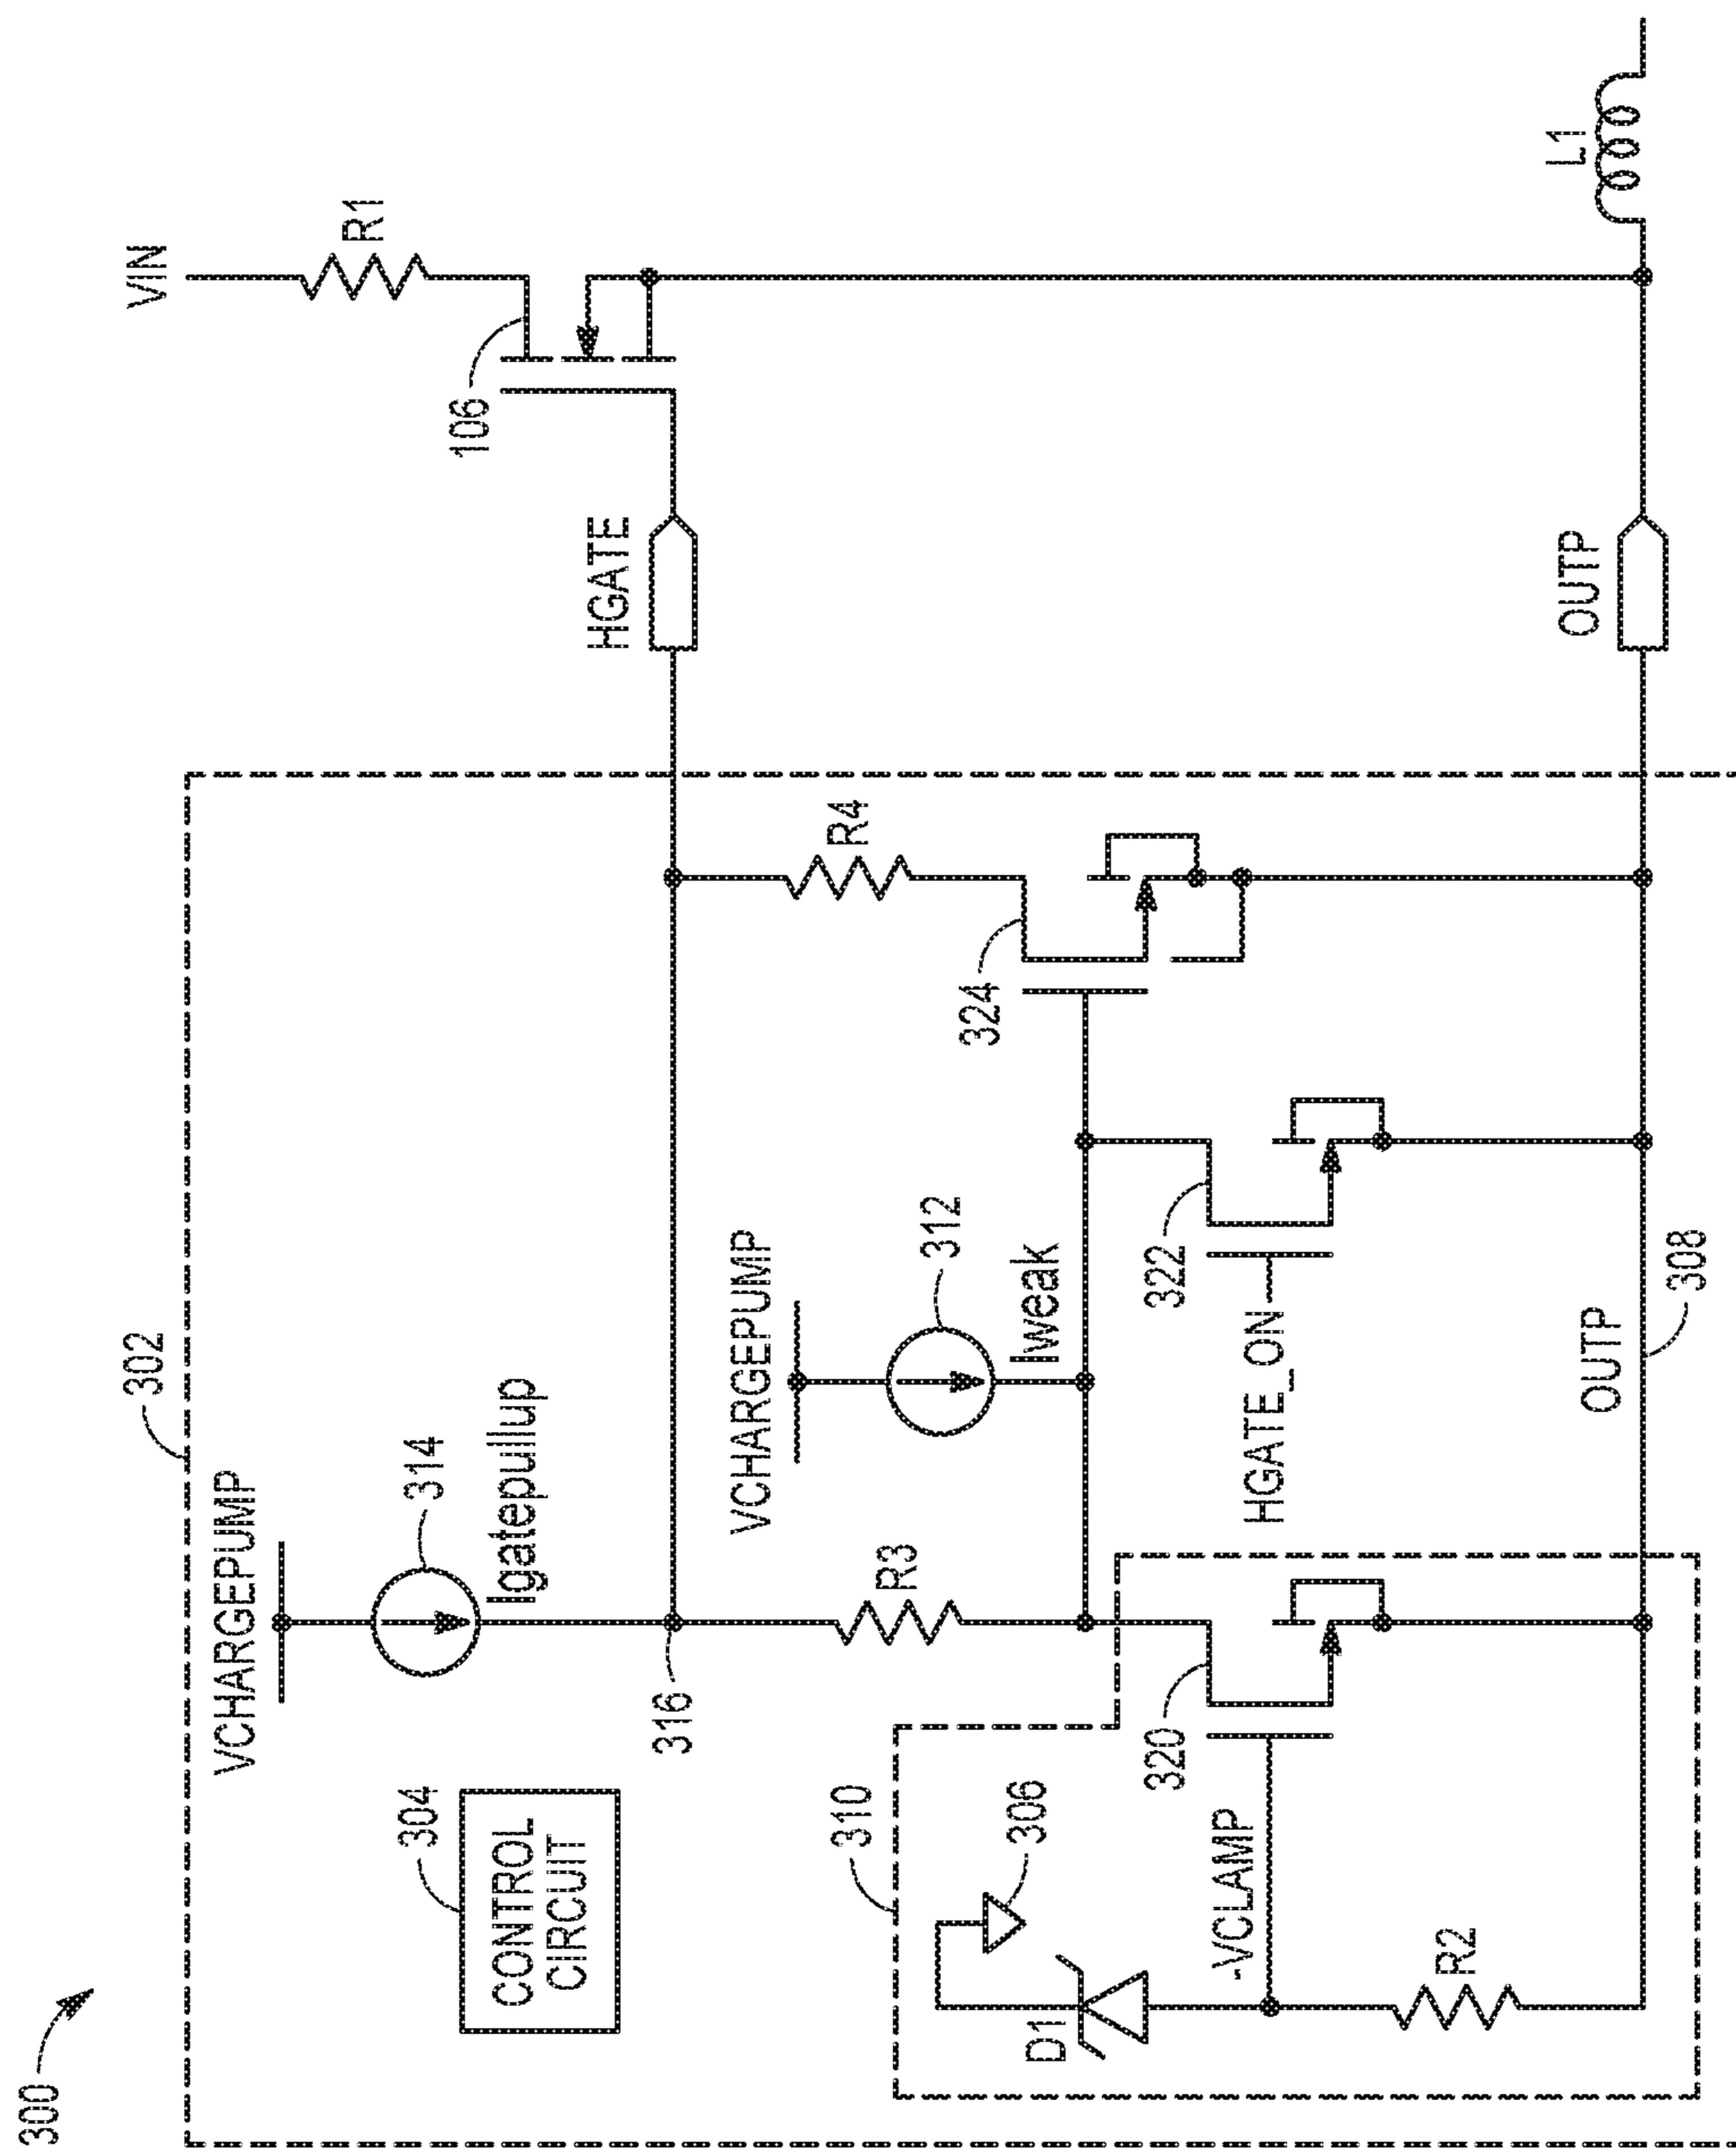 300
302
VCHARGEPUMP
314
Igatepullup
304
CONTROL
CIRCUIT
316
HGATE
106
VIN
R1
VCHARGEPUMP
312
Iweak
R3
R4
324
310
306
D1
-VCLAMP
320
HGATE_ON
322
R2
OUTP
308
OUTP
L1